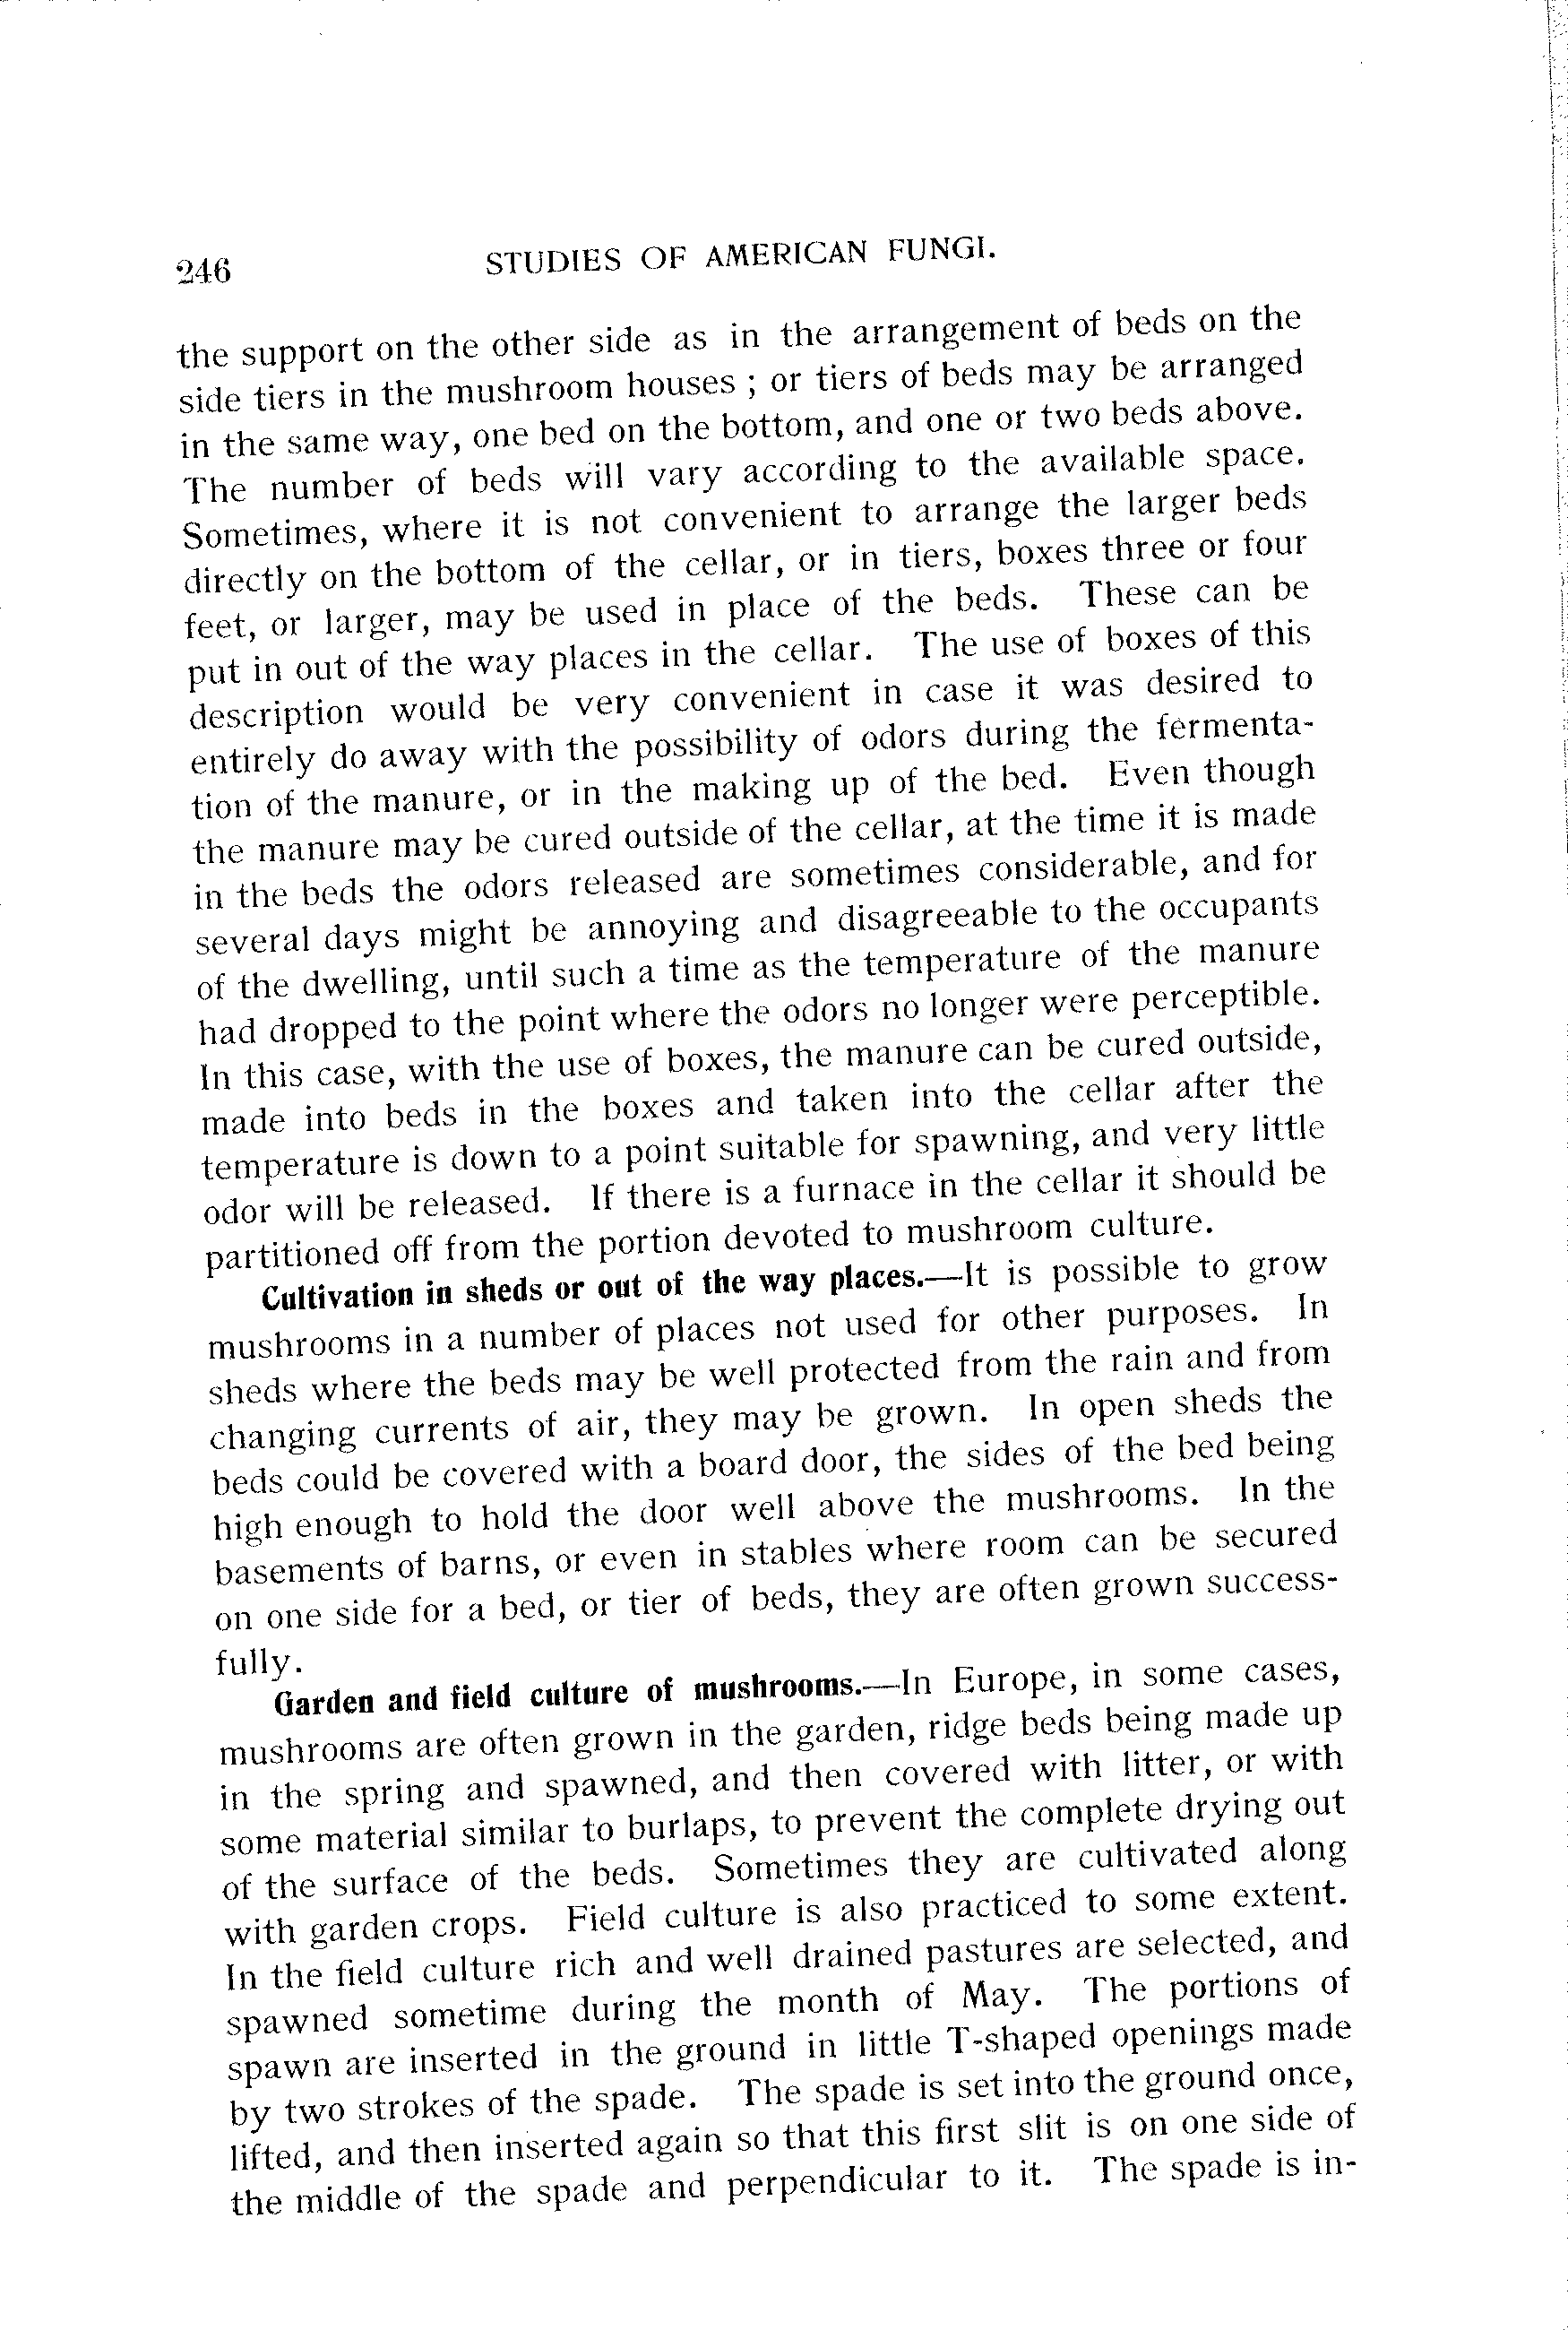 246
STUDIES OF AMERICAN FUNGI.
the support on the other side as in the arrangement of beds on the
side tiers in the mushroom houses ; or tiers of beds may be arranged
in the same way, one bed on the bottom, and one or two beds above.
The number of beds will vary according to the available space.
Sometimes, where it is not convenient to arrange the larger beds
directly on the bottom of the cellar, or in tiers, boxes three or four
feet, or larger, may be used in place of the beds. These can be
put in out of the way places in the cellar. The use of boxes of this
description would be very convenient in case it was desired to
entirely do away with the possibility of odors during the fermenta-
tion of the manure, or in the making up of the bed. Even though
the manure may be cured outside of the cellar, at the time it is made
in the beds the odors released are sometimes considerable, and for
several days might be annoying and disagreeable to the occupants
of the dwelling, until such a time as the temperature of the manure
had dropped to the point where the odors no longer were perceptible.
In this case, with the use of boxes, the manure can be cured outside,
made into beds in the boxes and taken into the cellar after the
temperature is down to a point suitable for spawning, and very little
odor will be released. If there is a furnace in the cellar it should be
partitioned off from the portion devoted to mushroom culture.
Cultivation in sheds or out of the way places.—It is possible to grow
mushrooms in a number of places not used for other purposes. In
sheds where the beds may be well protected from the rain and from
changing currents of air, they may be grown. In open sheds the
beds could be covered with a board door, the sides of the bed being
high enough to hold the door well above the mushrooms. In the
basements of barns, or even in stables where room can be secured
on one side for a bed, or tier of beds, they are often grown success-
fully.
Garden and field culture of mushrooms.—In Europe, in some cases,
mushrooms are often grown in the garden, ridge beds being made up
in the spring and spawned, and then covered with litter, or with
some material similar to burlaps, to prevent the complete drying out
of the surface of the beds. Sometimes they are cultivated along
with garden crops. Field culture is also practiced to some extent.
In the field culture rich and well drained pastures are selected, and
spawned sometime during the month of May. The portions of
spawn are inserted in the ground in little T-shaped openings made
by two strokes of the spade. The spade is set into the ground once,
lifted, and then inserted again so that this first slit is on one side of
the middle of the spade and perpendicular to it. The spade is in-